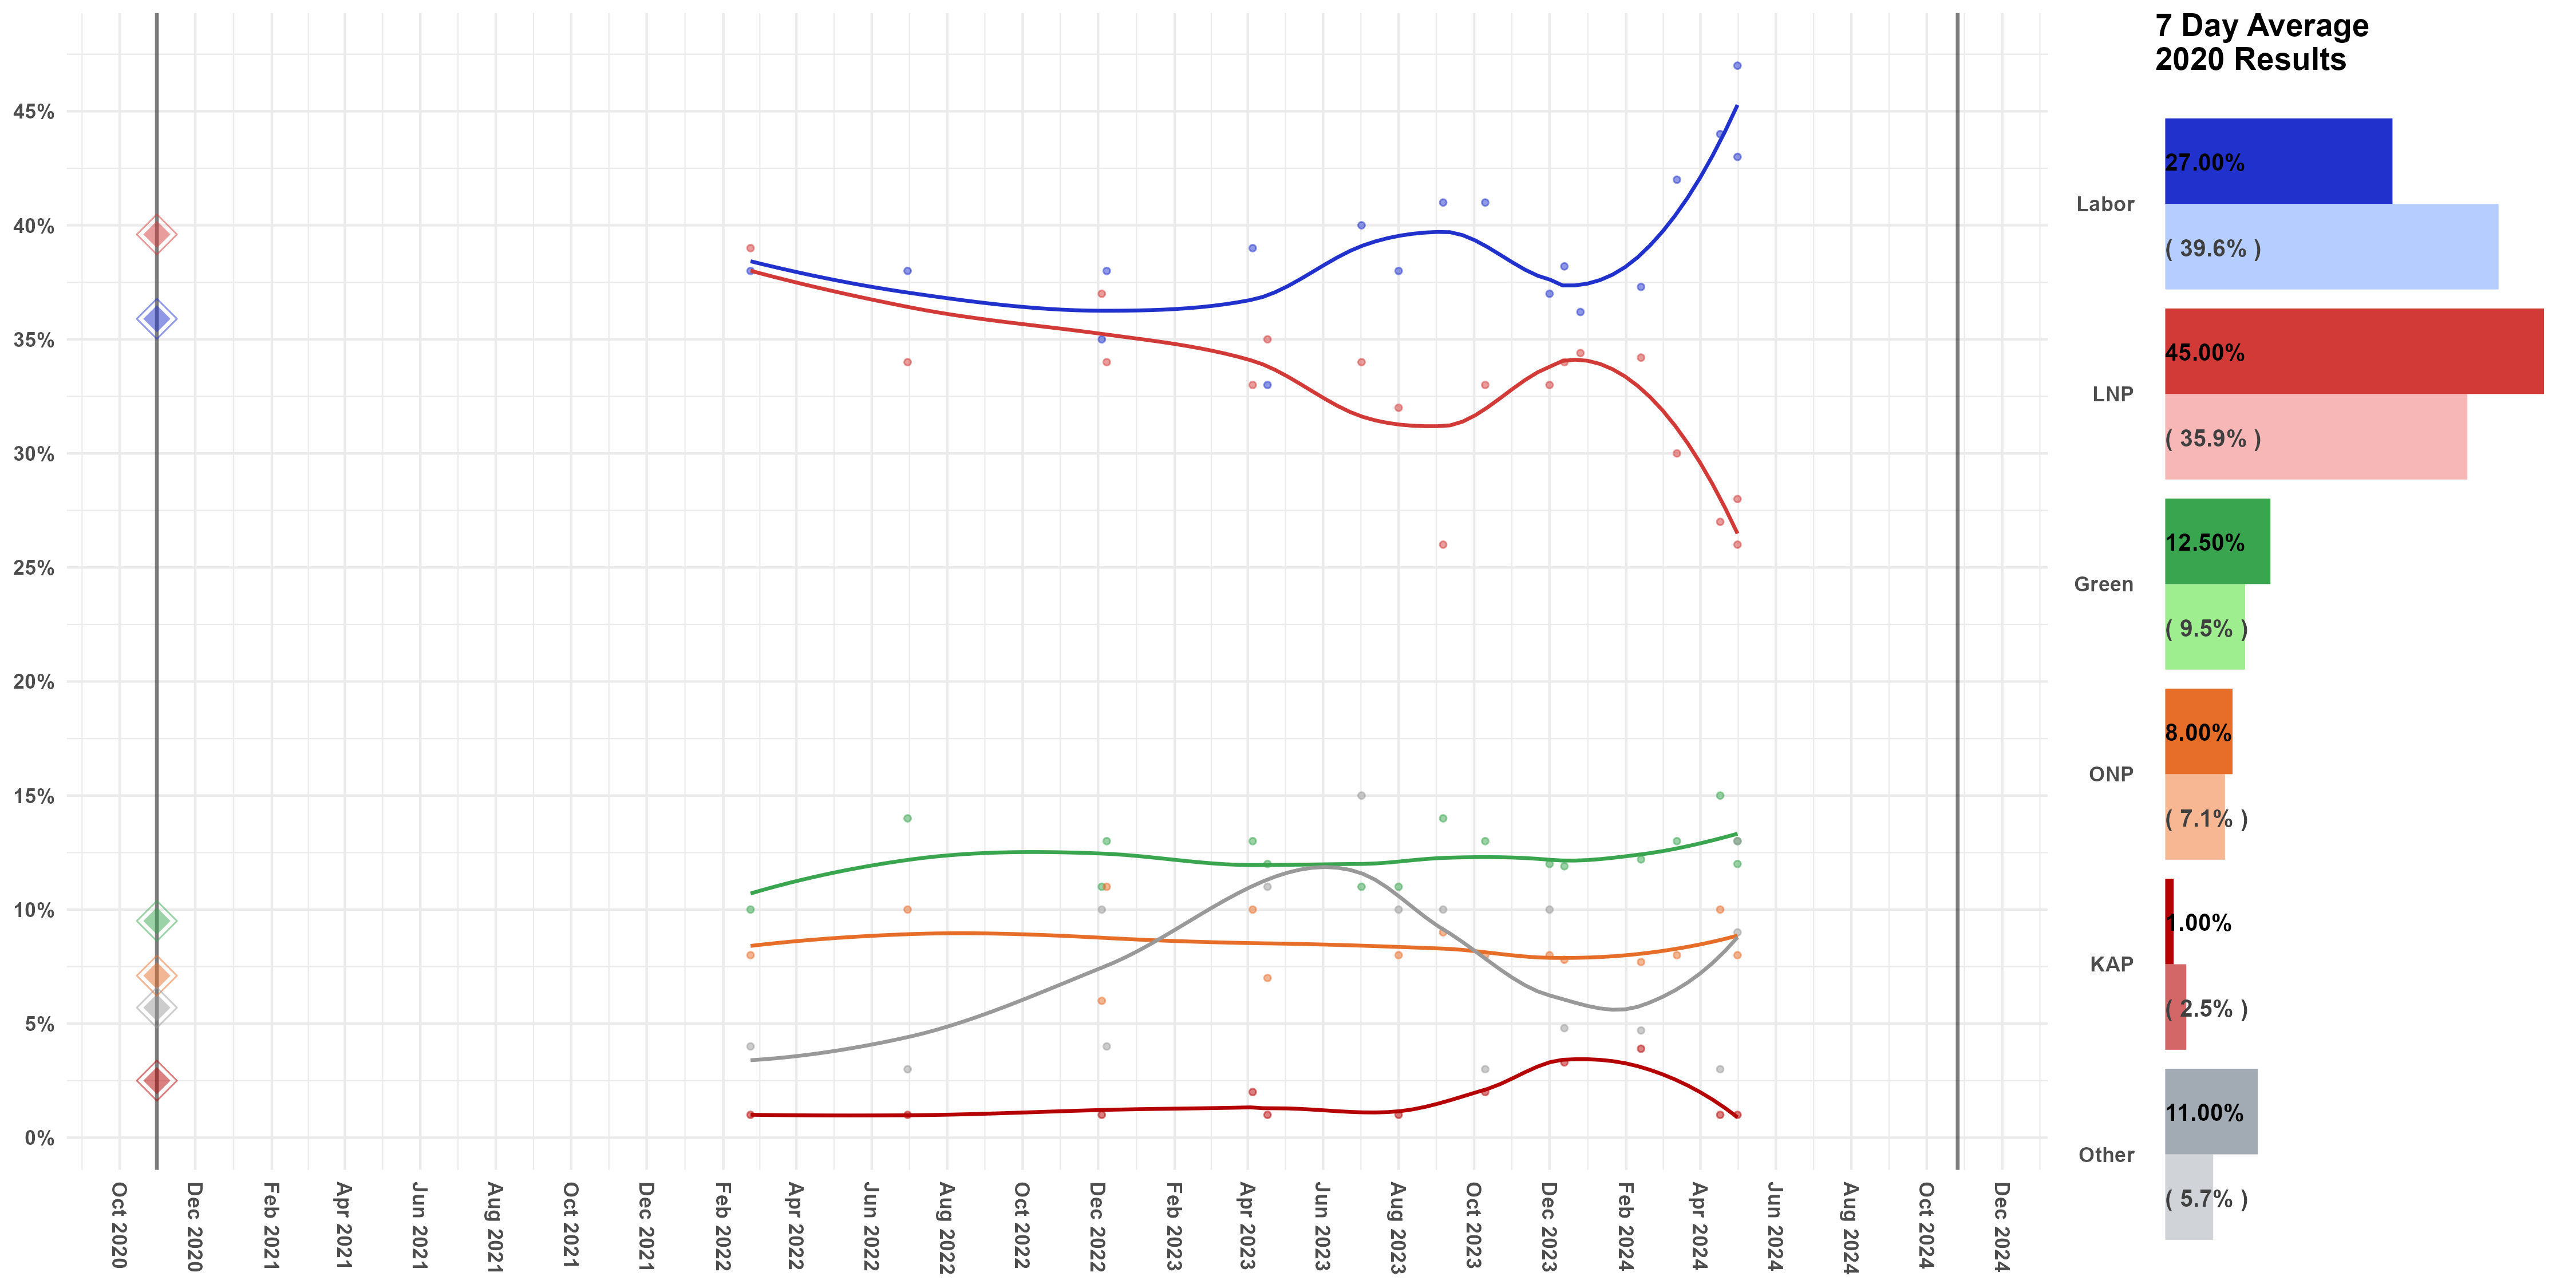 7 Day Average
2020 Results
45%
40%
35%
30%
25%
20%
15%
10%
5%
0%
Oct 2020
Dec 2020
Feb 2021
Apr 2021
Jun 2021
Aug 2021
Oct 2021
Dec 2021
Feb 2022
Apr 2022
Jun 2022
Aug 2022
Oct 2022
Dec 2022
Feb 2023
Apr 2023
Jun 2023
Aug 2023
Oct 2023
Dec 2023
Feb 2024
Apr 2024
Jun 2024
Aug 2024
Oct 2024
Dec 2024
Labor
27.00%
( 39.6% )
LNP
45.00%
( 35.9% )
Green
12.50%
( 9.5% )
ONP
8.00%
( 7.1% )
KAP
1.00%
( 2.5% )
Other
11.00%
( 5.7% )